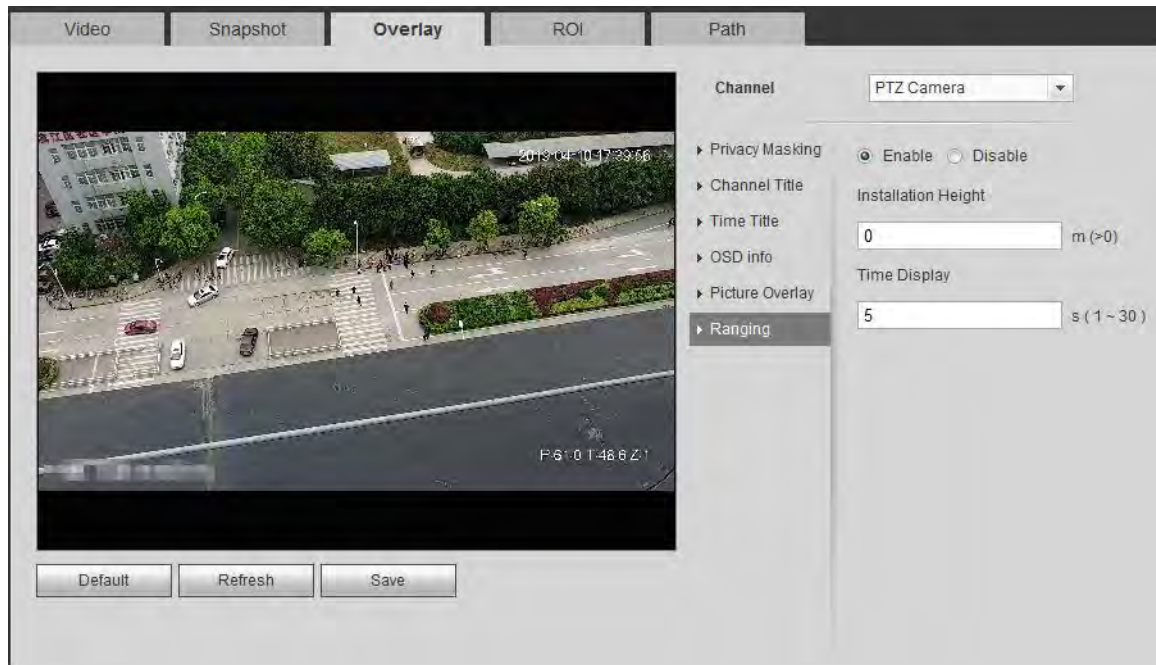 Video Snapshot Overlay ROI Path
Channel PTZ Camera
Privacy Masking
Channel Title
Time Title
OSD info
Picture Overlay
Ranging
Enable Disable
Installation Height
0 m (>0)
Time Display
5 s ( 1 ~ 30 )
2019-04-10 17:39:56
P:61.0 T:48.6 Z:1
Default Refresh Save